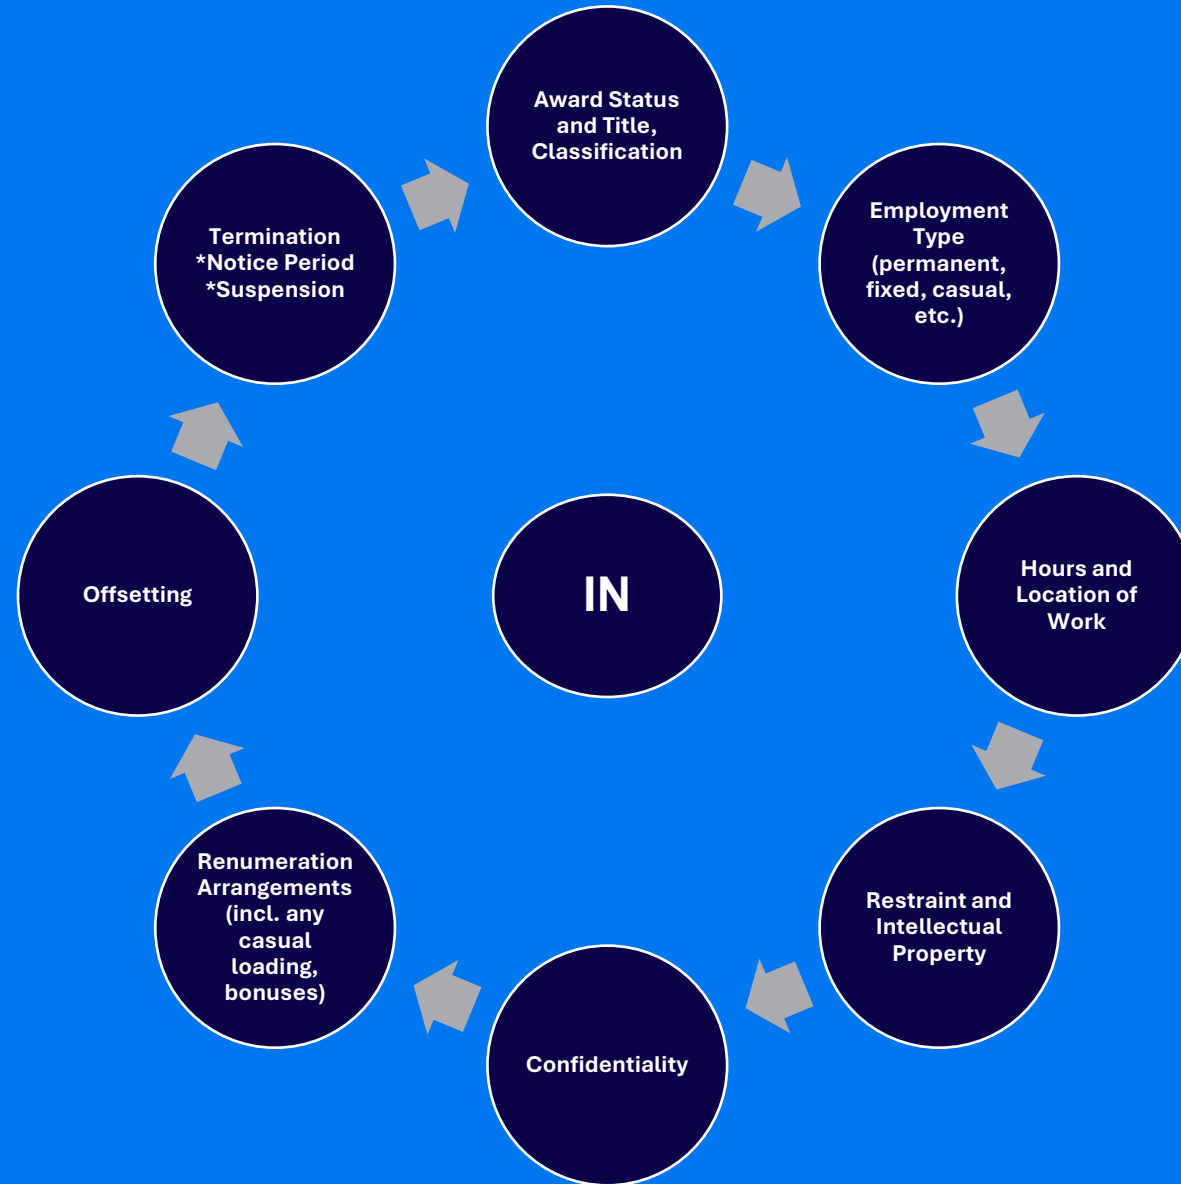 Award Status
and Title,
Classification
Employment
Type
(permanent,
fixed, casual,
etc.)
Hours and
Location of
Work
Restraint and
Intellectual
Property
Confidentiality
Renumeration
Arrangements
(incl. any
casual
loading,
bonuses)
Offsetting
Termination
*Notice Period
*Suspension
IN